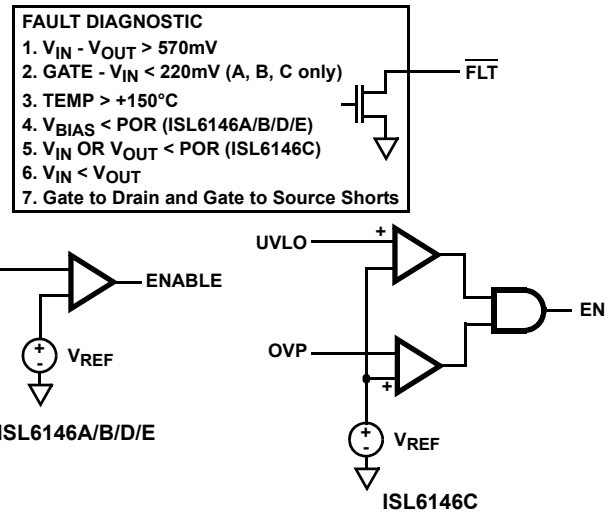 FAULT DIAGNOSTIC
1. VIN - VOUT > 570mV
2. GATE - VIN < 220mV (A, B, C only)
3. TEMP > +150°C
4. VBIAS < POR (ISL6146A/B/D/E)
5. VIN OR VOUT < POR (ISL6146C)
6. VIN < VOUT
7. Gate to Drain and Gate to Source Shorts
FLT
UVLO
+
ENABLE
EN
OVP
+
+
-
VREF
+
-
VREF
ISL6146A/B/D/E
ISL6146C